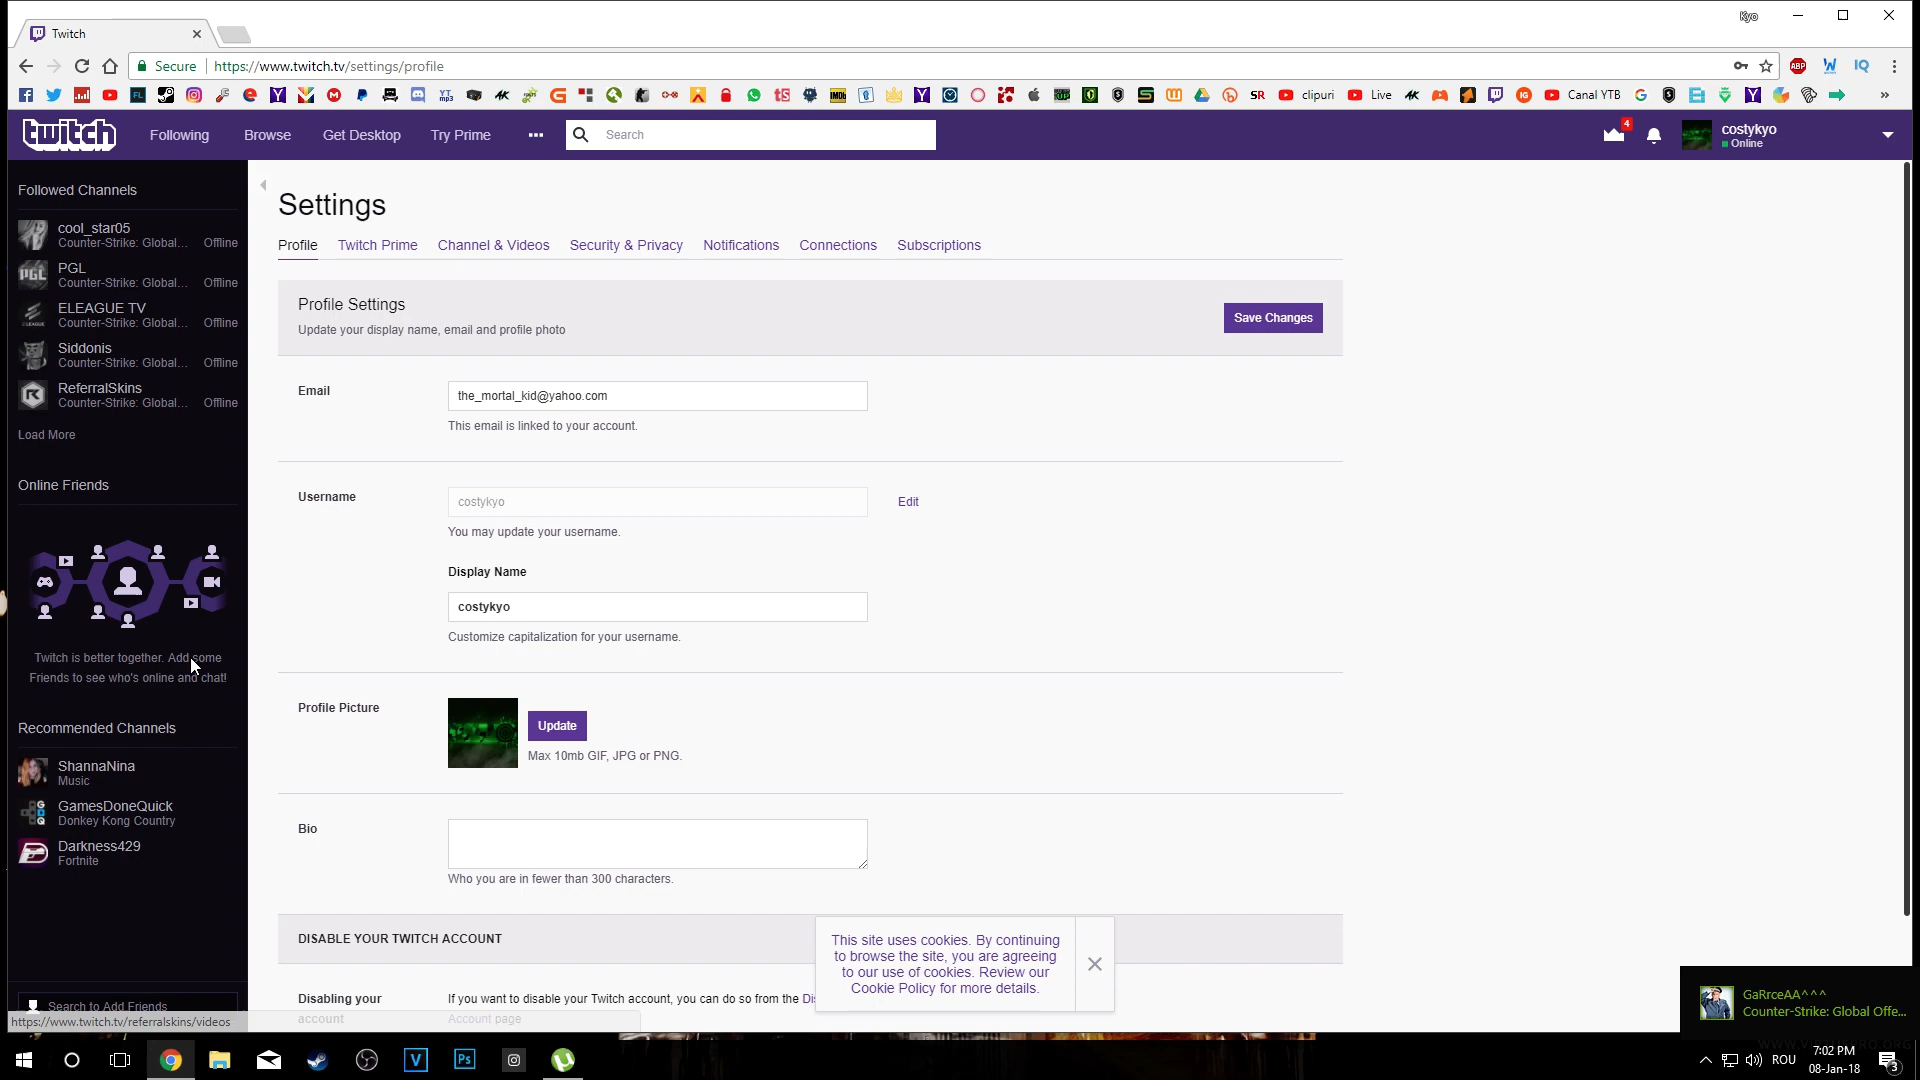 Kyo
Twitch
Secure
https://www.twitch.tv/settings/profile
ABP
clipuri
Live
Canal YTB
twitch
Following
Browse
Get Desktop
Try Prime
Search
4
costykyo
Online
Followed Channels
cool_star05
Counter-Strike: Global...
Offline
PGL
Counter-Strike: Global...
Offline
ELEAGUE TV
Counter-Strike: Global...
Offline
Siddonis
Counter-Strike: Global...
Offline
ReferralSkins
Counter-Strike: Global...
Offline
Load More
Online Friends
Twitch is better together. Add some
Friends to see who's online and chat!
Recommended Channels
ShannaNina
Music
GamesDoneQuick
Donkey Kong Country
Darkness429
Fortnite
Search to Add Friends
https://www.twitch.tv/referralskins/videos
Settings
Profile
Twitch Prime
Channel & Videos
Security & Privacy
Notifications
Connections
Subscriptions
Profile Settings
Update your display name, email and profile photo
Save Changes
Email
the_mortal_kid@yahoo.com
This email is linked to your account.
Username
costykyo
Edit
You may update your username.
Display Name
costykyo
Customize capitalization for your username.
Profile Picture
Update
Max 10mb GIF, JPG or PNG.
Bio
Who you are in fewer than 300 characters.
DISABLE YOUR TWITCH ACCOUNT
Disabling your
account
If you want to disable your Twitch account, you can do so from the Di
Account page
This site uses cookies. By continuing
to browse the site, you are agreeing
to our use of cookies. Review our
Cookie Policy for more details.
GaRrceAA^^^
Counter-Strike: Global Offe...
V
Ps
ROU
7:02 PM
08-Jan-18
3